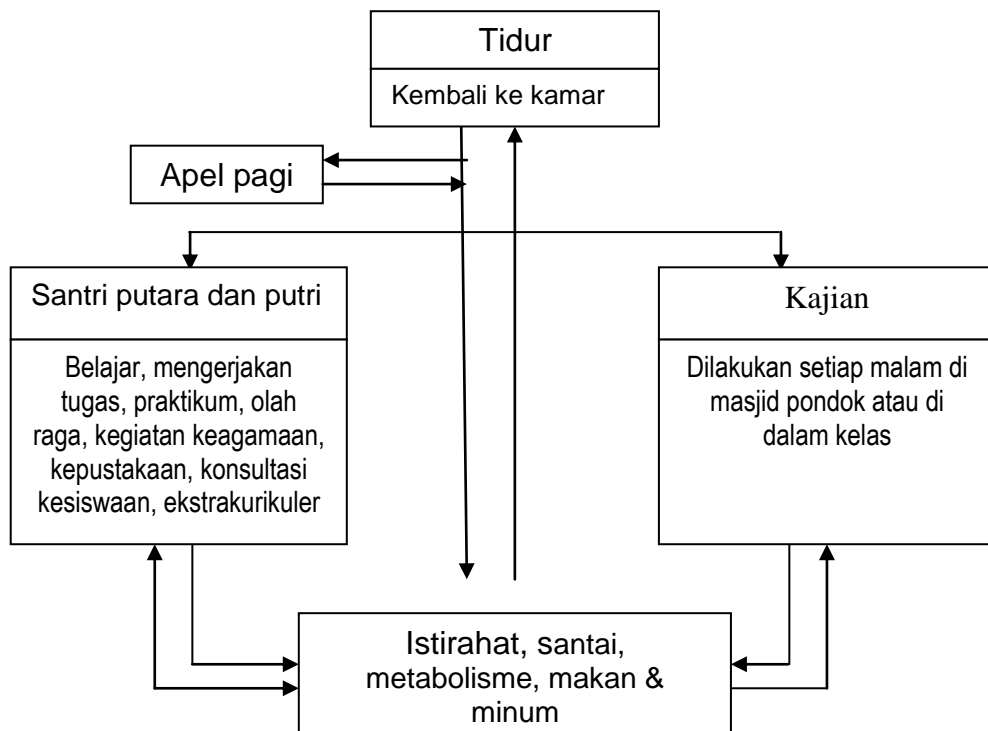 Tidur
Kembali ke kamar
Apel pagi
Santri putara dan putri
Belajar, mengerjakan
tugas, praktikum, olah
raga, kegiatan keagamaan,
kepustakaan, konsultasi
kesiswaan, ekstrakurikuler
Kajian
Dilakukan setiap malam di
masjid pondok atau di
dalam kelas
Istirahat, santai,
metabolisme, makan &
minum